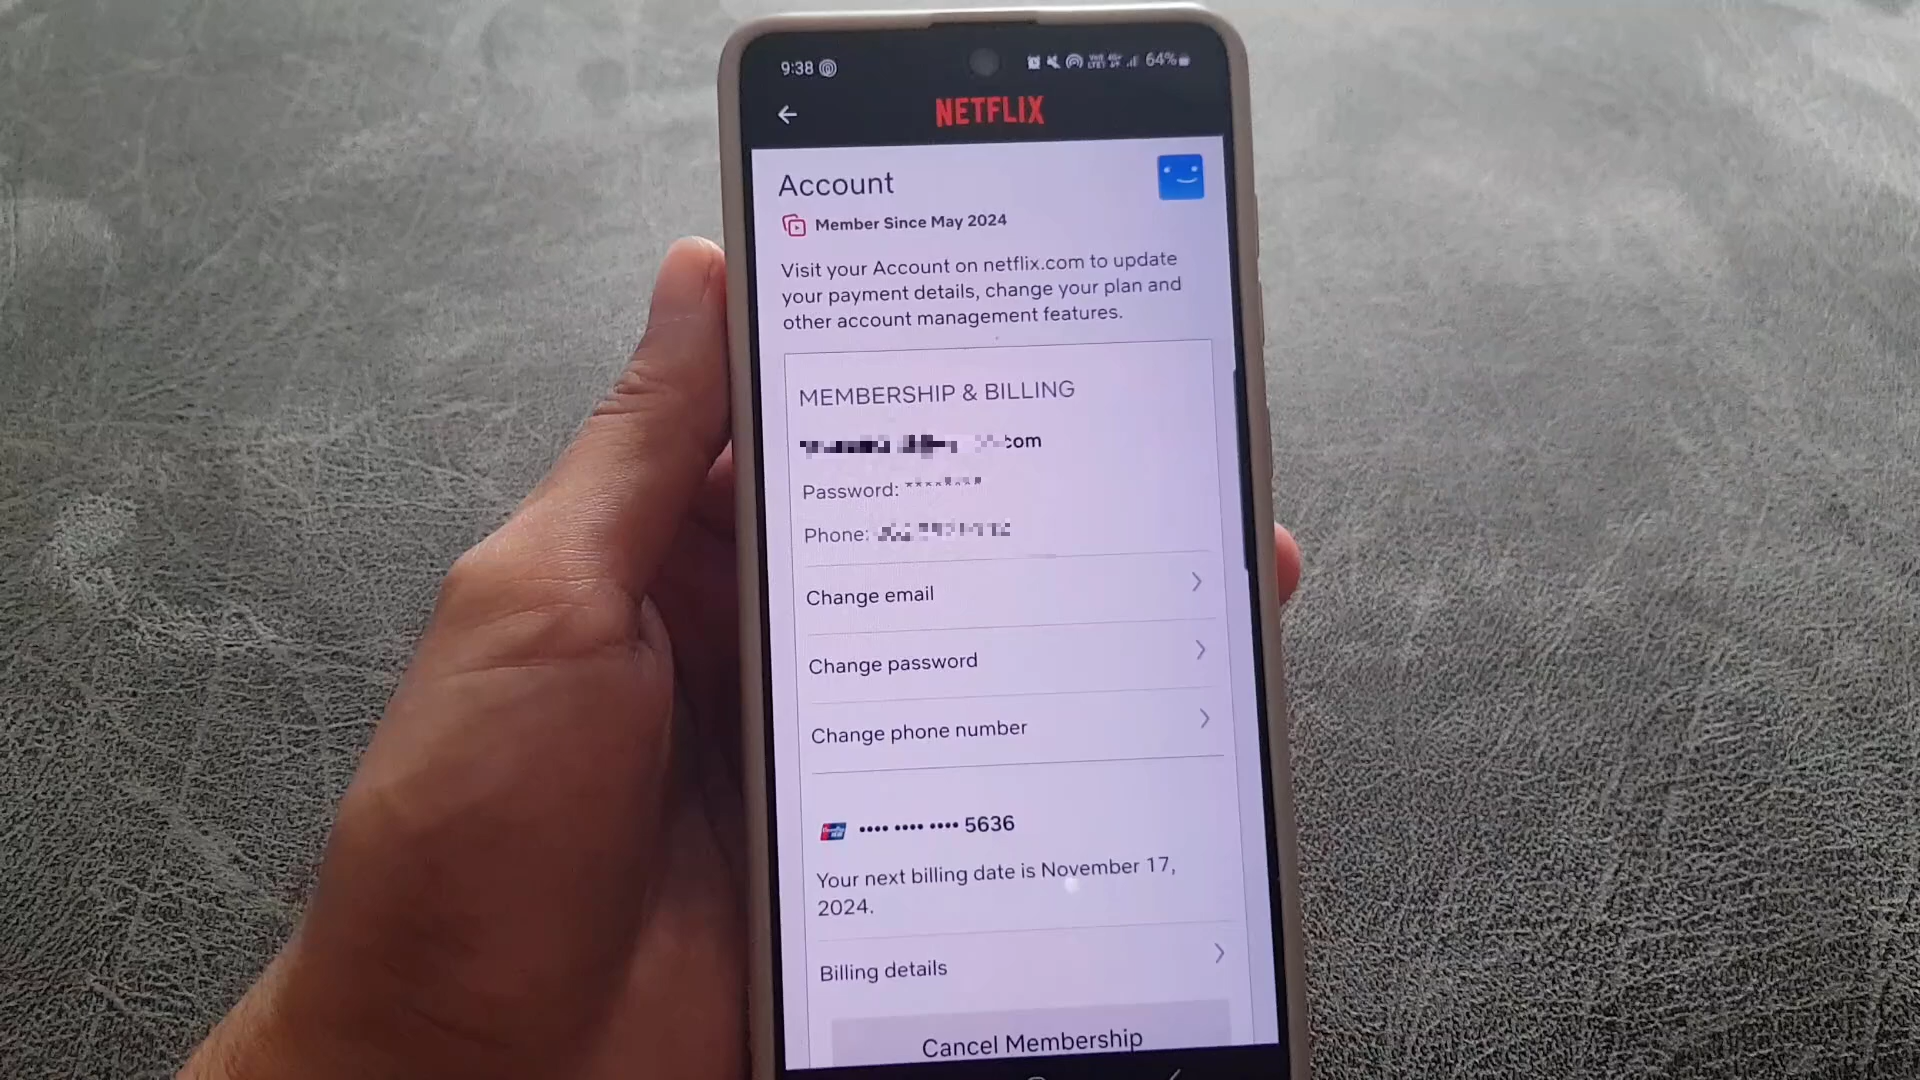 9:38
64%
NETFLIX
Account
Member Since May 2024
Visit your Account on netflix.com to update
your payment details, change your plan and
other account management features.
MEMBERSHIP & BILLING
com
Password: ********
Phone:
Change email
Change password
Change phone number
•••• •••• •••• 5636
Your next billing date is November 17,
2024.
Billing details
Cancel Membership